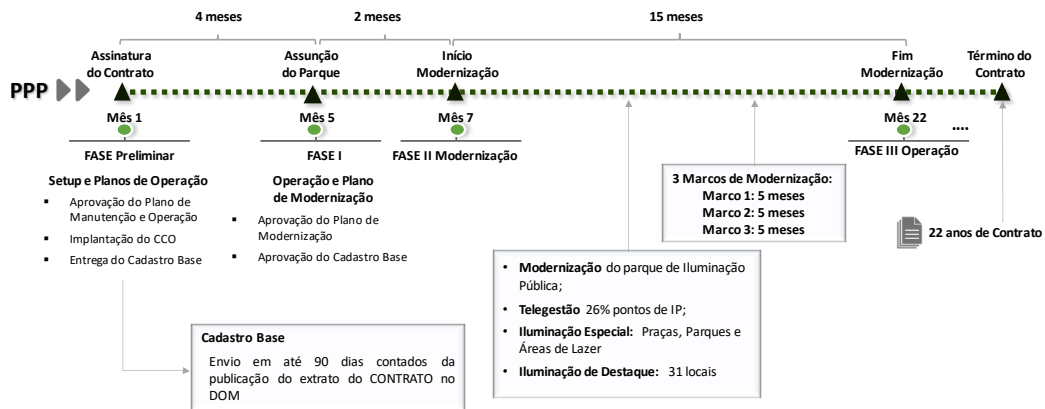 4 meses
2 meses
15 meses
Assinatura
do Contrato
Assunção
do Parque
Início
Modernização
Fim
Modernização
Término do
Contrato
PPP
Mês 1
Mês 5
Mês 7
Mês 22
....
FASE Preliminar
FASE I
FASE II Modernização
FASE III Operação
Setup e Planos de Operação
▪ Aprovação do Plano de
Manutenção e Operação
▪ Implantação do CCO
▪ Entrega do Cadastro Base
Operação e Plano
de Modernização
▪ Aprovação do Plano de
Modernização
▪ Aprovação do Cadastro Base
3 Marcos de Modernização:
Marco 1: 5 meses
Marco 2: 5 meses
Marco 3: 5 meses
22 anos de Contrato
• Modernização do parque de Iluminação
Pública;
• Telegestão 26% pontos de IP;
• Iluminação Especial: Praças, Parques e
Áreas de Lazer
• Iluminação de Destaque: 31 locais
Cadastro Base
Envio em até 90 dias contados da
publicação do extrato do CONTRATO no
DOM